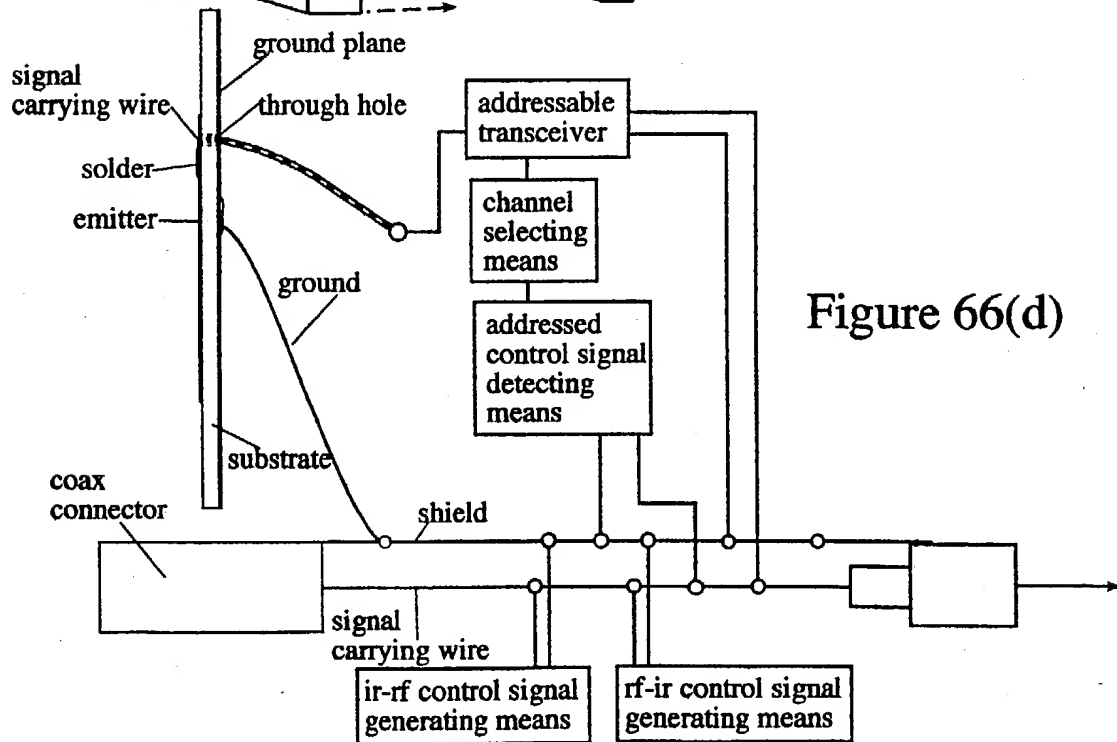 ground plane
signal
carrying wire
through hole
addressable
transceiver
solder
emitter
channel
selecting
means
ground
Figure 66(d)
addressed
control signal
detecting
means
substrate
coax
connector
shield
signal
carrying wire
ir-rf control signal
generating means
rf-ir control signal
generating means